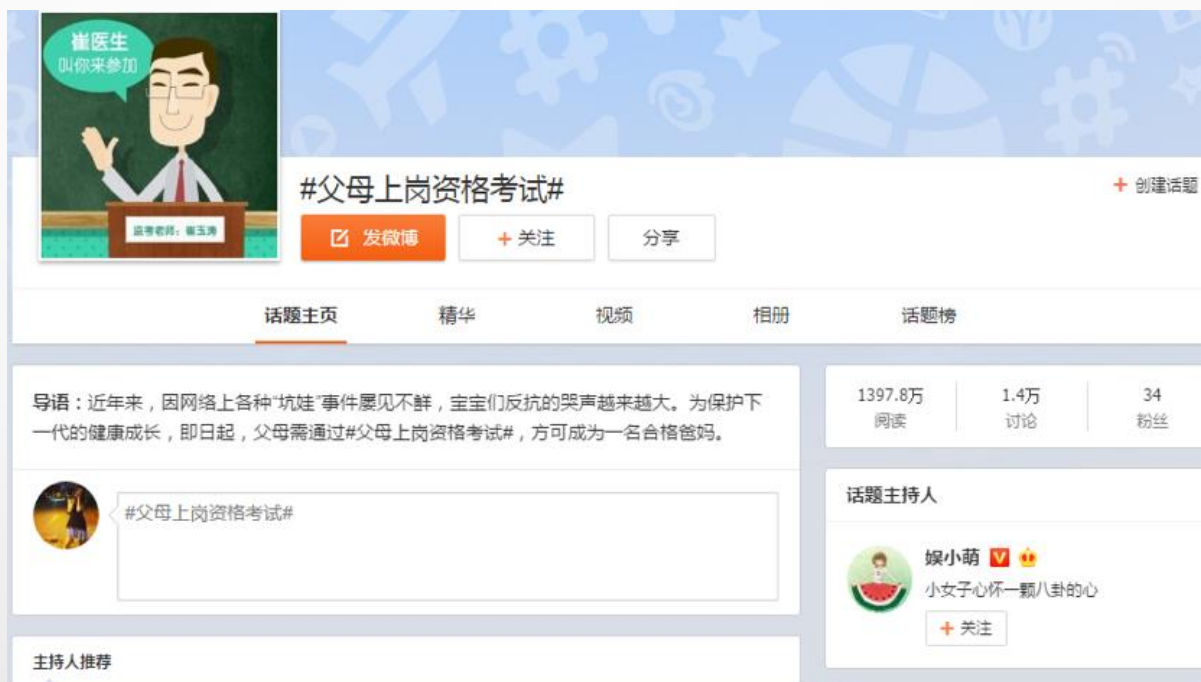 崔医生
叫你来参加
监考老师：崔玉涛
#父母上岗资格考试#
+ 创建话题
发微博
+ 关注
分享
话题主页
精华
视频
相册
话题榜
导语：近年来，因网络上各种“坑娃”事件屡见不鲜，宝宝们反抗的哭声越来越大。为保护下
一代的健康成长，即日起，父母需通过#父母上岗资格考试#，方可成为一名合格爸妈。
#父母上岗资格考试#
1397.8万
阅读
1.4万
讨论
34
粉丝
话题主持人
娱小萌 V
小女子心怀一颗八卦的心
+ 关注
主持人推荐